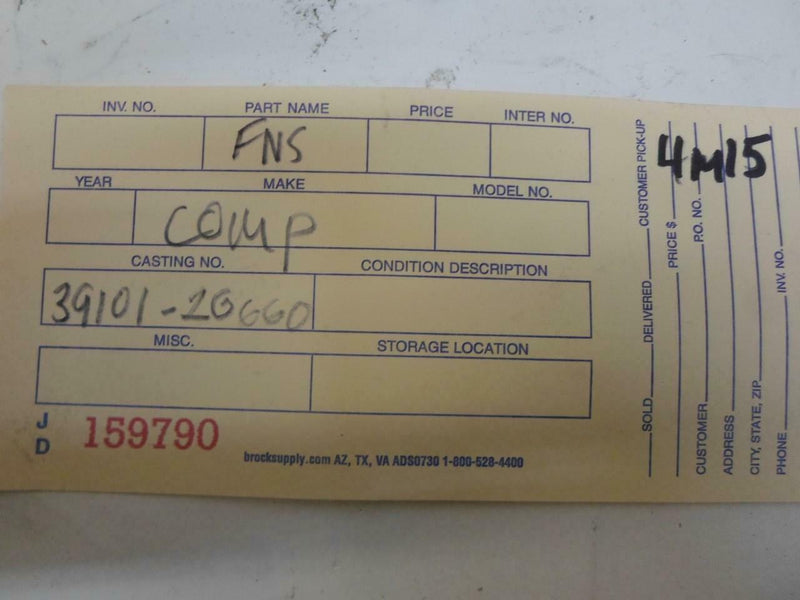 INV. NO. PART NAME PRICE INTER NO.
FNS
YEAR MAKE MODEL NO.
COMP
CASTING NO. CONDITION DESCRIPTION
39101-2GGG0
MISC. STORAGE LOCATION
J
D
159790
brocksupply.com AZ, TX, VA ADS0730 1-800-528-4400
SOLD DELIVERED CUSTOMER PICK-UP
4M15
PRICE $
CUSTOMER P.O. NO.
ADDRESS
CITY, STATE, ZIP
PHONE INV. NO.